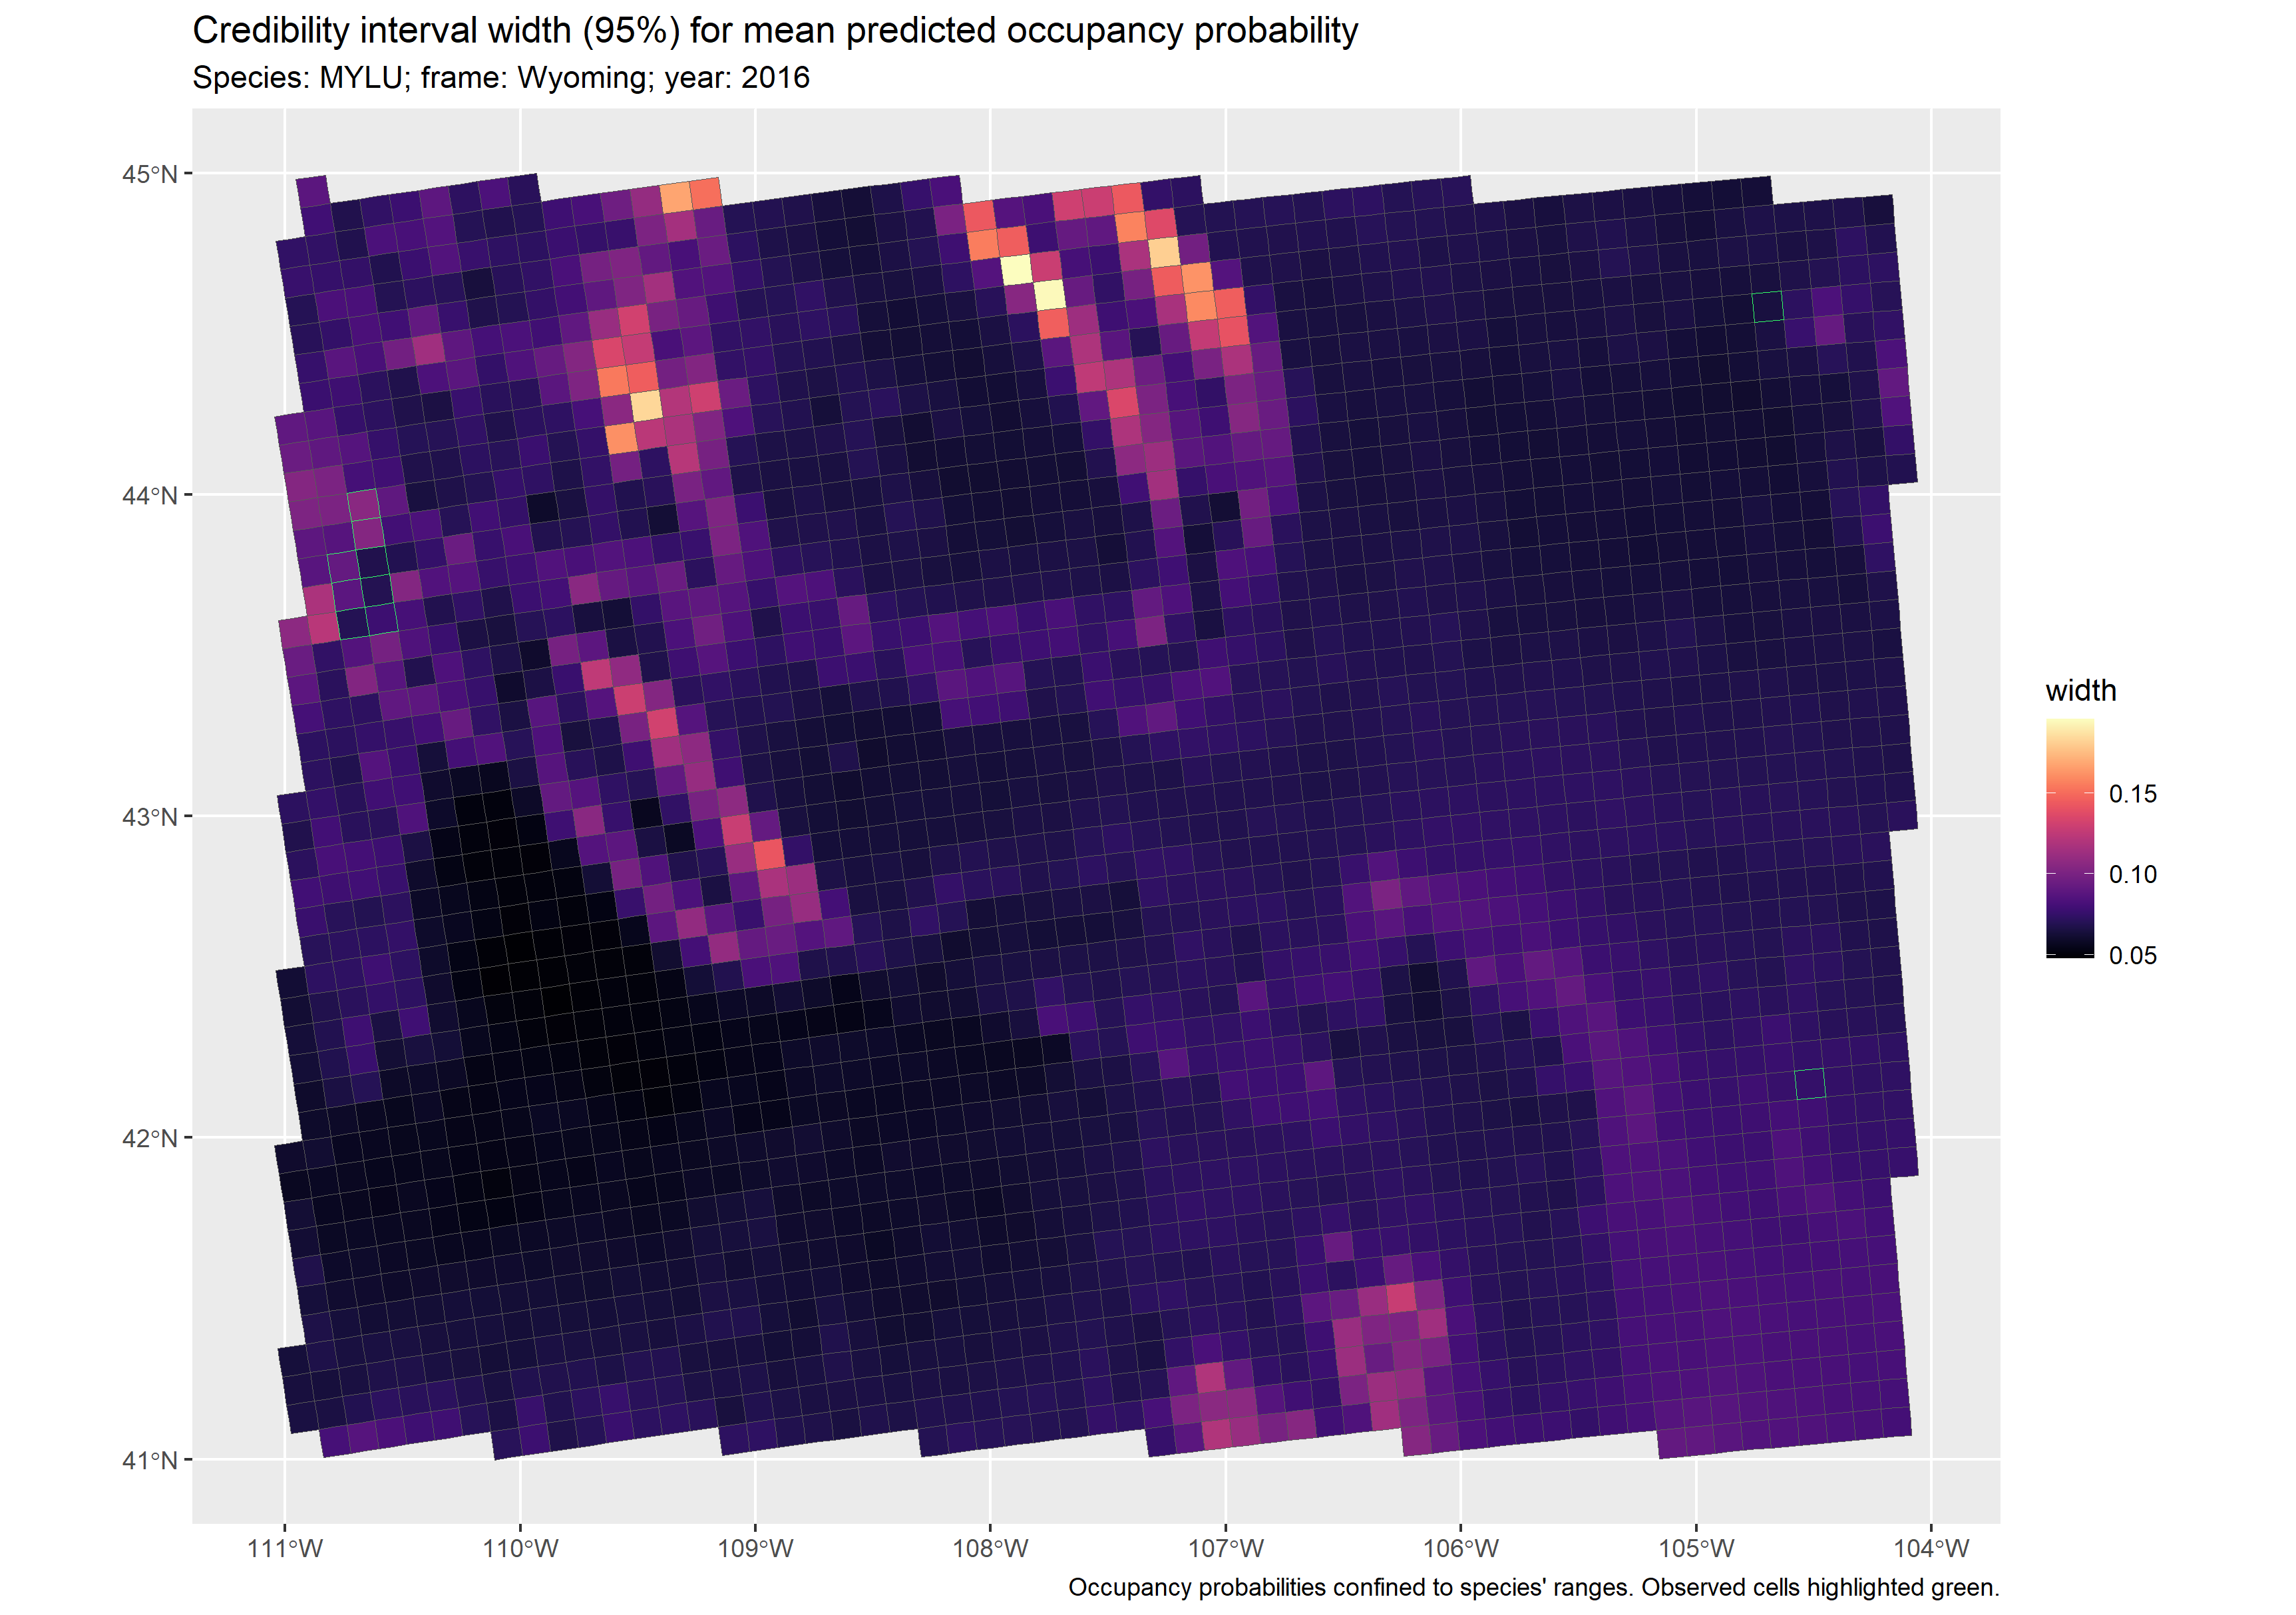 Credibility interval width (95%) for mean predicted occupancy probability
Species: MYLU; frame: Wyoming; year: 2016
45°N
44°N
43°N
42°N
41°N
111°W 110°W 109°W 108°W 107°W 106°W 105°W 104°W
width
0.15
0.10
0.05
Occupancy probabilities confined to species' ranges. Observed cells highlighted green.